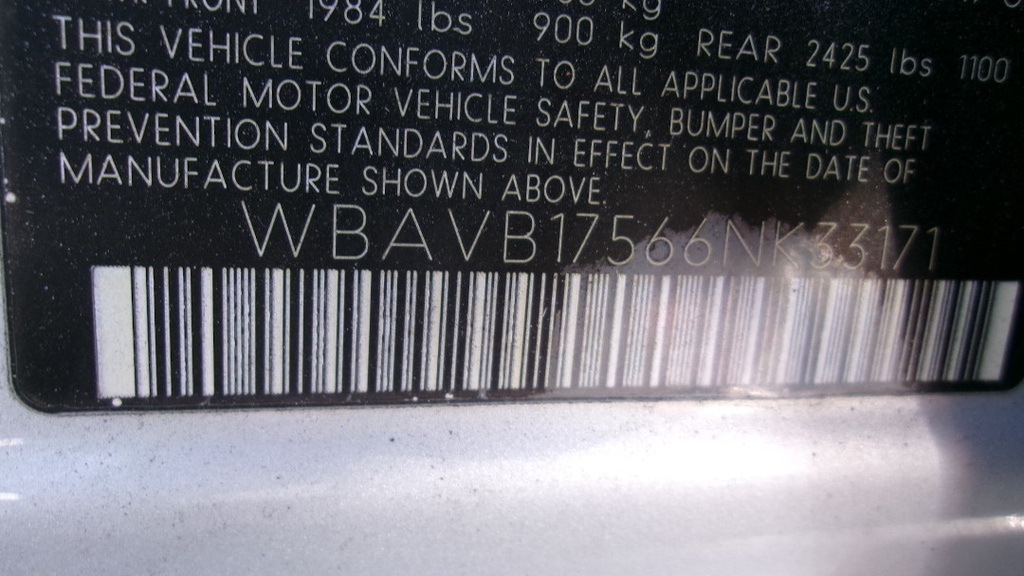 FRONT 1984 lbs 900 kg REAR 2425 lbs 1100
THIS VEHICLE CONFORMS TO ALL APPLICABLE U.S.
FEDERAL MOTOR VEHICLE SAFETY, BUMPER AND THEFT
PREVENTION STANDARDS IN EFFECT ON THE DATE OF
MANUFACTURE SHOWN ABOVE.
WBAVB17566NK33171